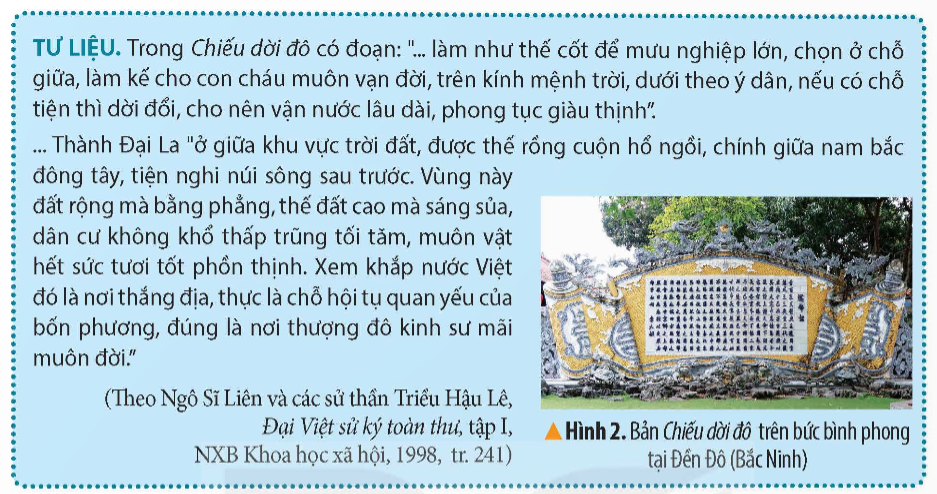 TƯ LIỆU. Trong Chiếu dời đô có đoạn: "... làm như thế cốt để mưu nghiệp lớn, chọn ở chỗ
giữa, làm kế cho con cháu muôn vạn đời, trên kính mệnh trời, dưới theo ý dân, nếu có chỗ
tiện thì dời đổi, cho nên vận nước lâu dài, phong tục giàu thịnh".
... Thành Đại La "ở giữa khu vực trời đất, được thế rồng cuộn hổ ngồi, chính giữa nam bắc
đông tây, tiện nghi núi sông sau trước. Vùng này
đất rộng mà bằng phẳng, thế đất cao mà sáng sủa,
dân cư không khổ thấp trũng tối tăm, muôn vật
hết sức tươi tốt phồn thịnh. Xem khắp nước Việt
đó là nơi thắng địa, thực là chỗ hội tụ quan yếu của
bốn phương, đúng là nơi thượng đô kinh sư mãi
muôn đời."
(Theo Ngô Sĩ Liên và các sử thần Triều Hậu Lê,
Đại Việt sử ký toàn thư, tập I,
NXB Khoa học xã hội, 1998, tr. 241)
▲ Hình 2. Bản Chiếu dời đô trên bức bình phong
tại Đền Đô (Bắc Ninh)